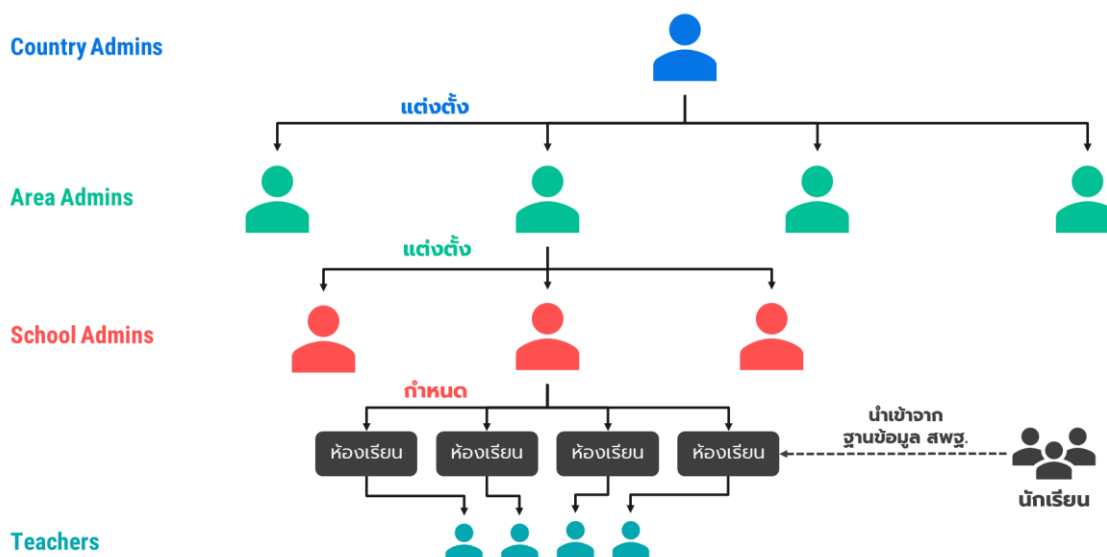 Country Admins
แต่งตั้ง
Area Admins
แต่งตั้ง
School Admins
กำหนด
นำเข้าจาก
ฐานข้อมูล สพฐ.
ห้องเรียน
ห้องเรียน
ห้องเรียน
ห้องเรียน
นักเรียน
Teachers